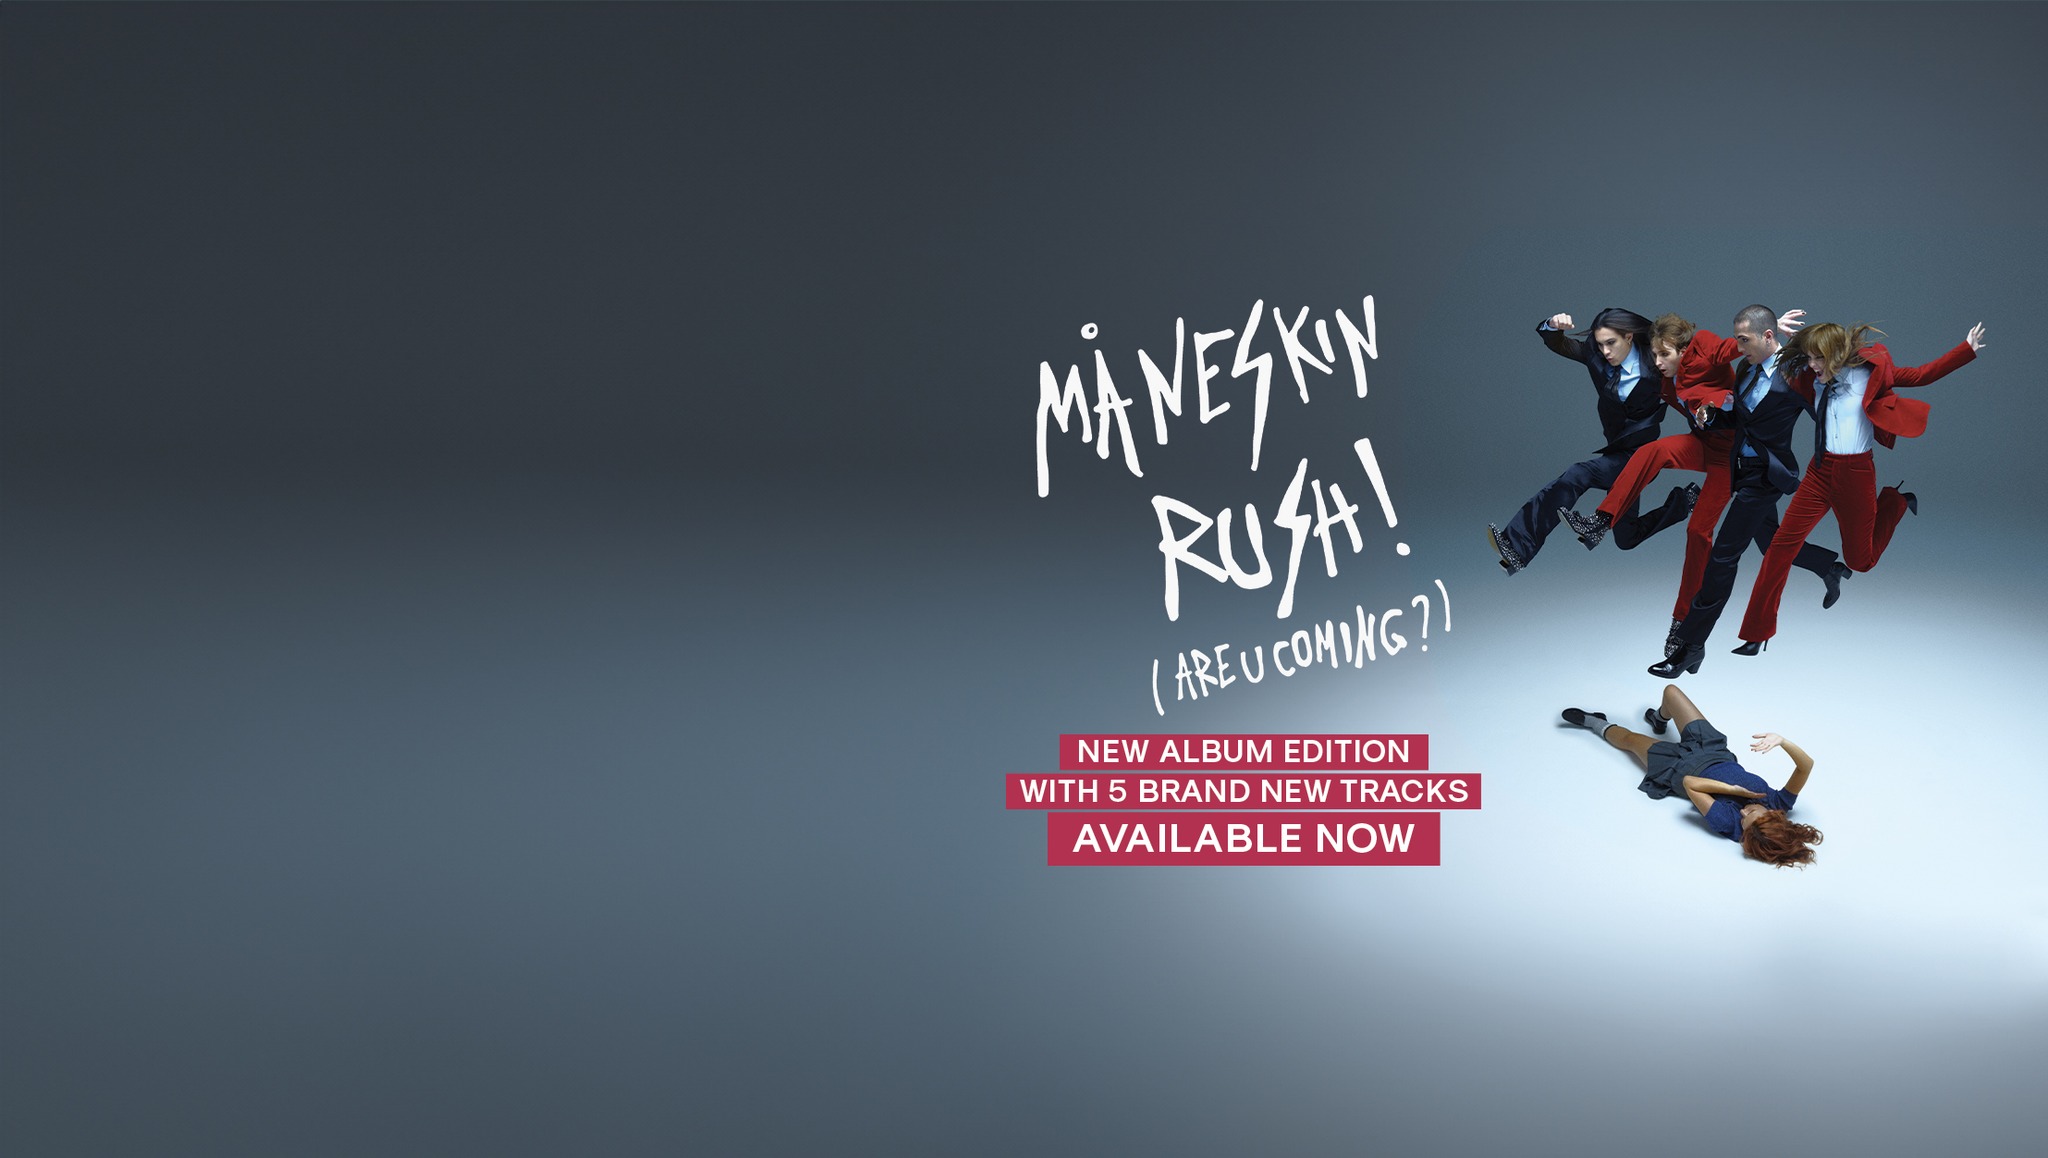 MÅNESKIN
RUSH!
(ARE U COMING?)
NEW ALBUM EDITION
WITH 5 BRAND NEW TRACKS
AVAILABLE NOW